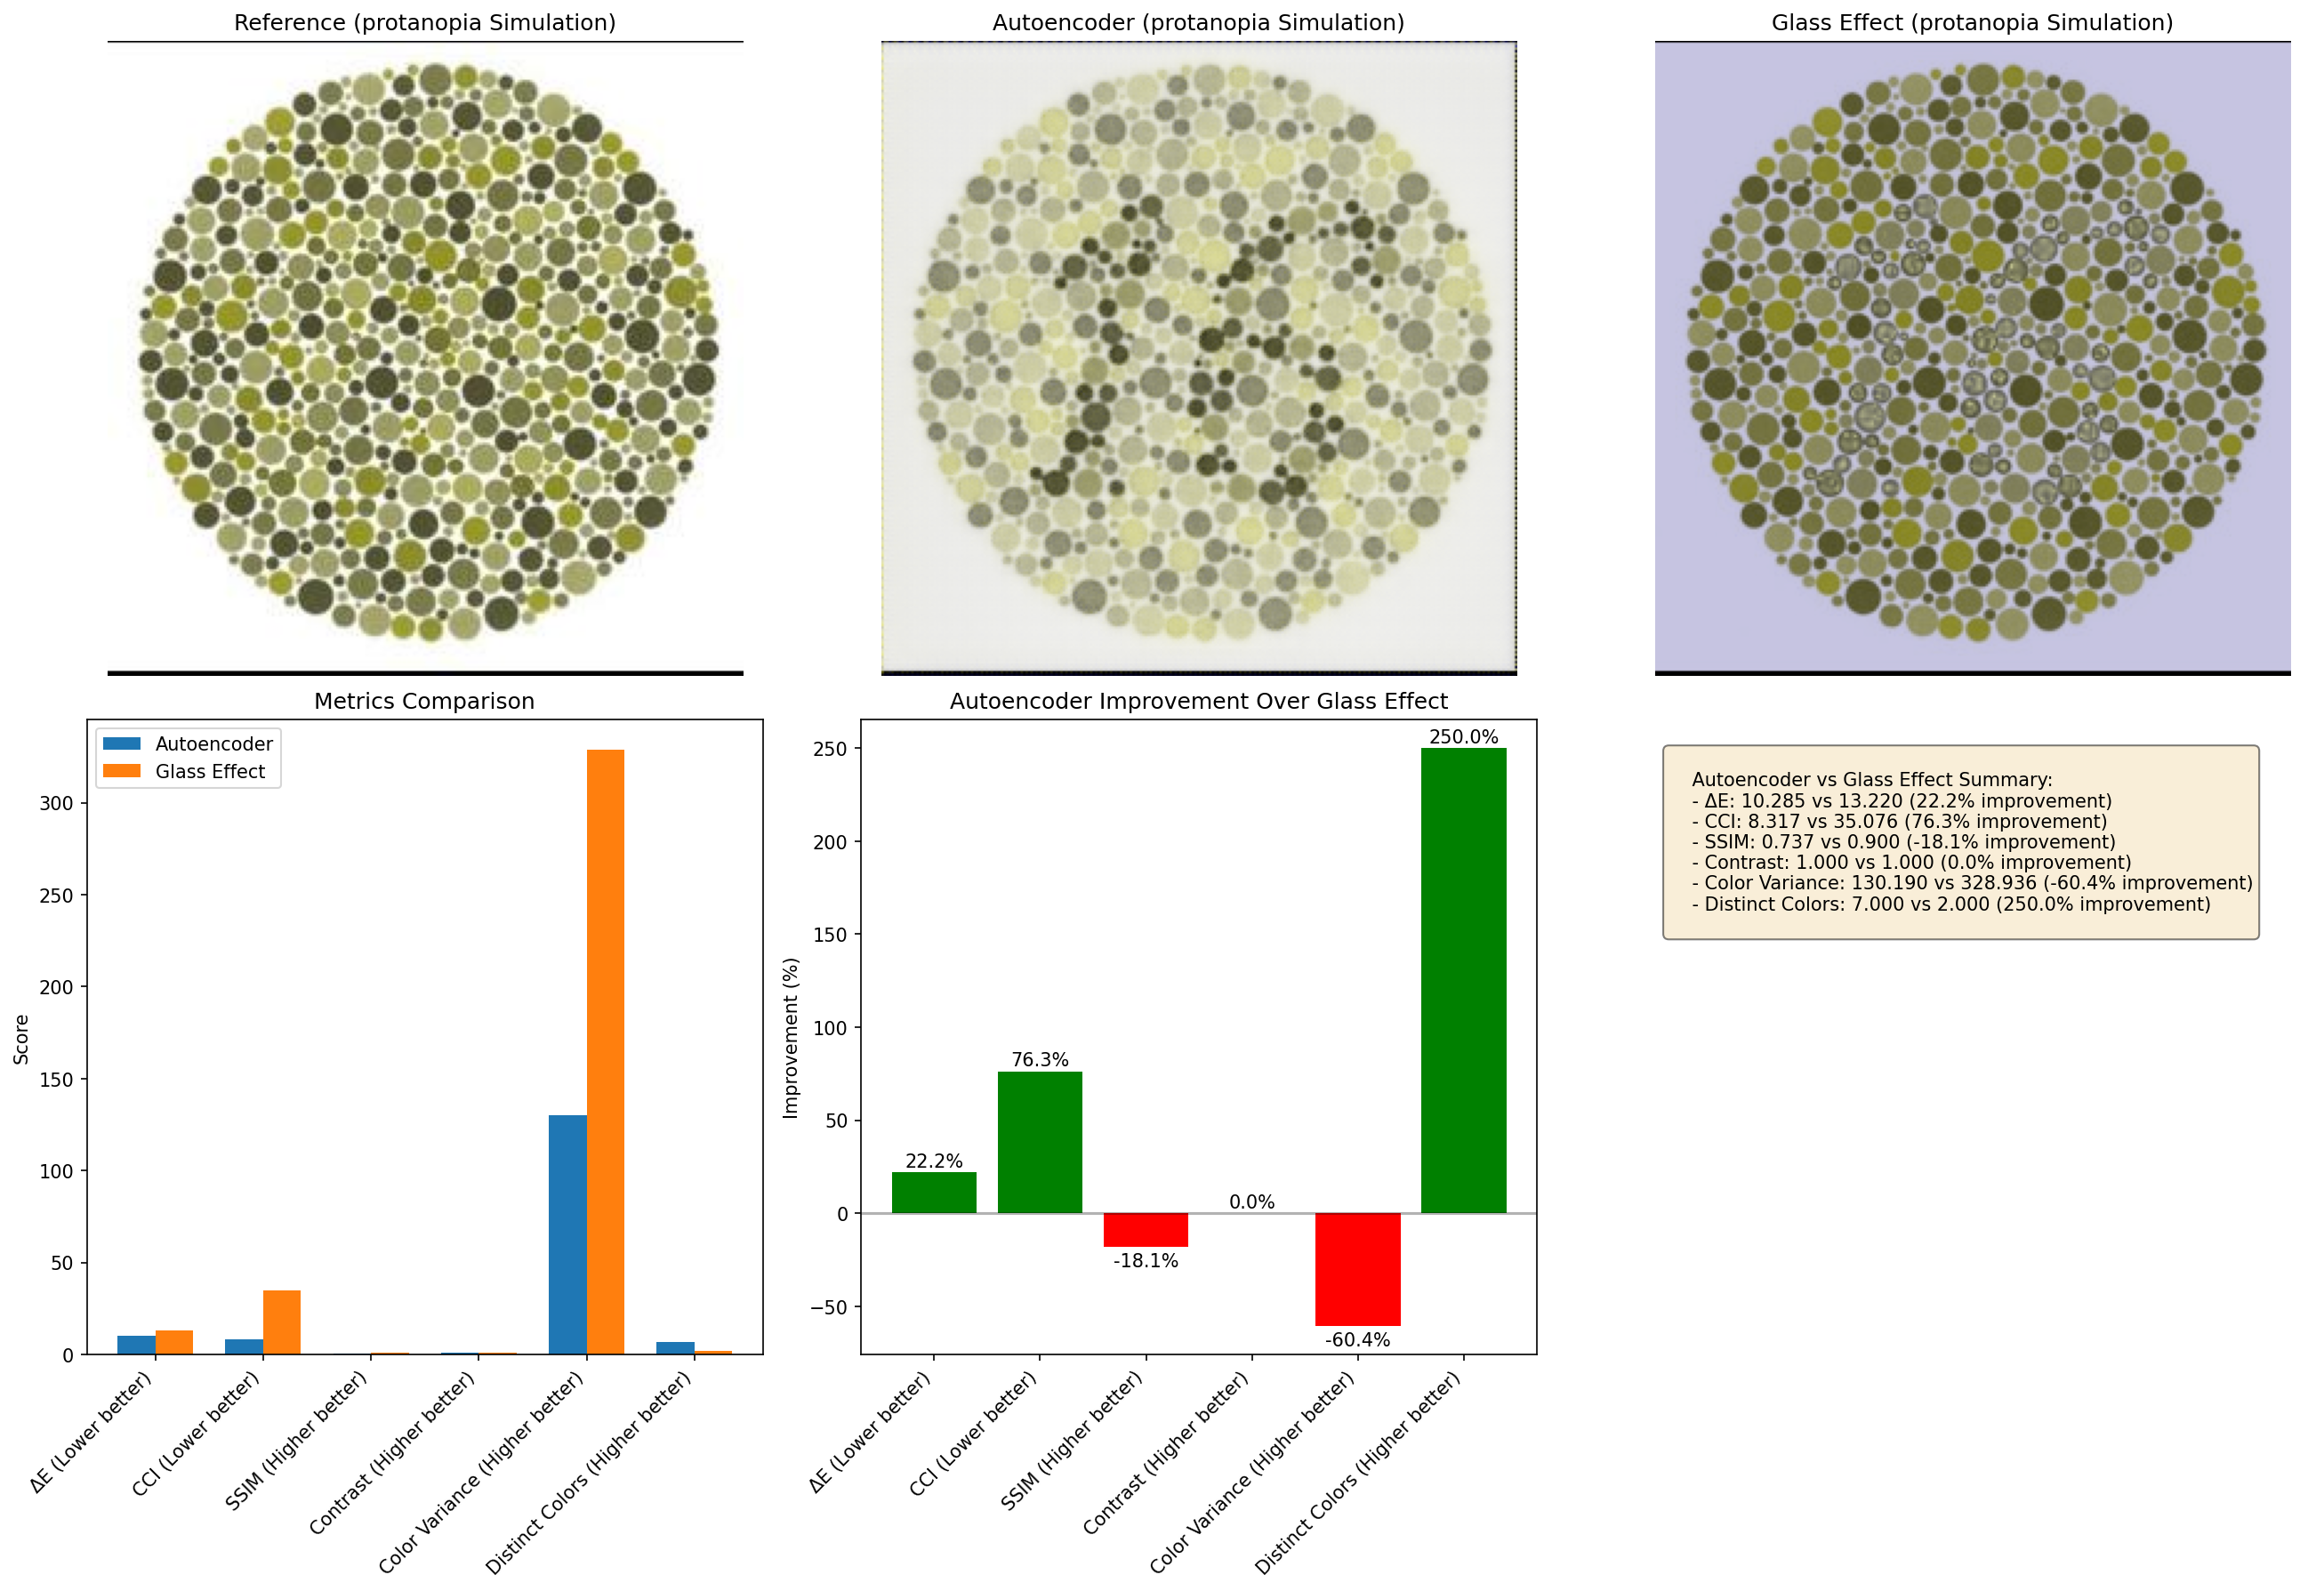 Reference (protanopia Simulation)
Autoencoder (protanopia Simulation)
Glass Effect (protanopia Simulation)
Metrics Comparison
Autoencoder
Glass Effect
Score
300
250
200
150
100
50
0
ΔE (Lower better)
CCI (Lower better)
SSIM (Higher better)
Contrast (Higher better)
Color Variance (Higher better)
Distinct Colors (Higher better)
Autoencoder Improvement Over Glass Effect
Improvement (%)
250
200
150
100
50
0
−50
22.2%
76.3%
-18.1%
0.0%
-60.4%
250.0%
ΔE (Lower better)
CCI (Lower better)
SSIM (Higher better)
Contrast (Higher better)
Color Variance (Higher better)
Distinct Colors (Higher better)
Autoencoder vs Glass Effect Summary:
- ΔE: 10.285 vs 13.220 (22.2% improvement)
- CCI: 8.317 vs 35.076 (76.3% improvement)
- SSIM: 0.737 vs 0.900 (-18.1% improvement)
- Contrast: 1.000 vs 1.000 (0.0% improvement)
- Color Variance: 130.190 vs 328.936 (-60.4% improvement)
- Distinct Colors: 7.000 vs 2.000 (250.0% improvement)